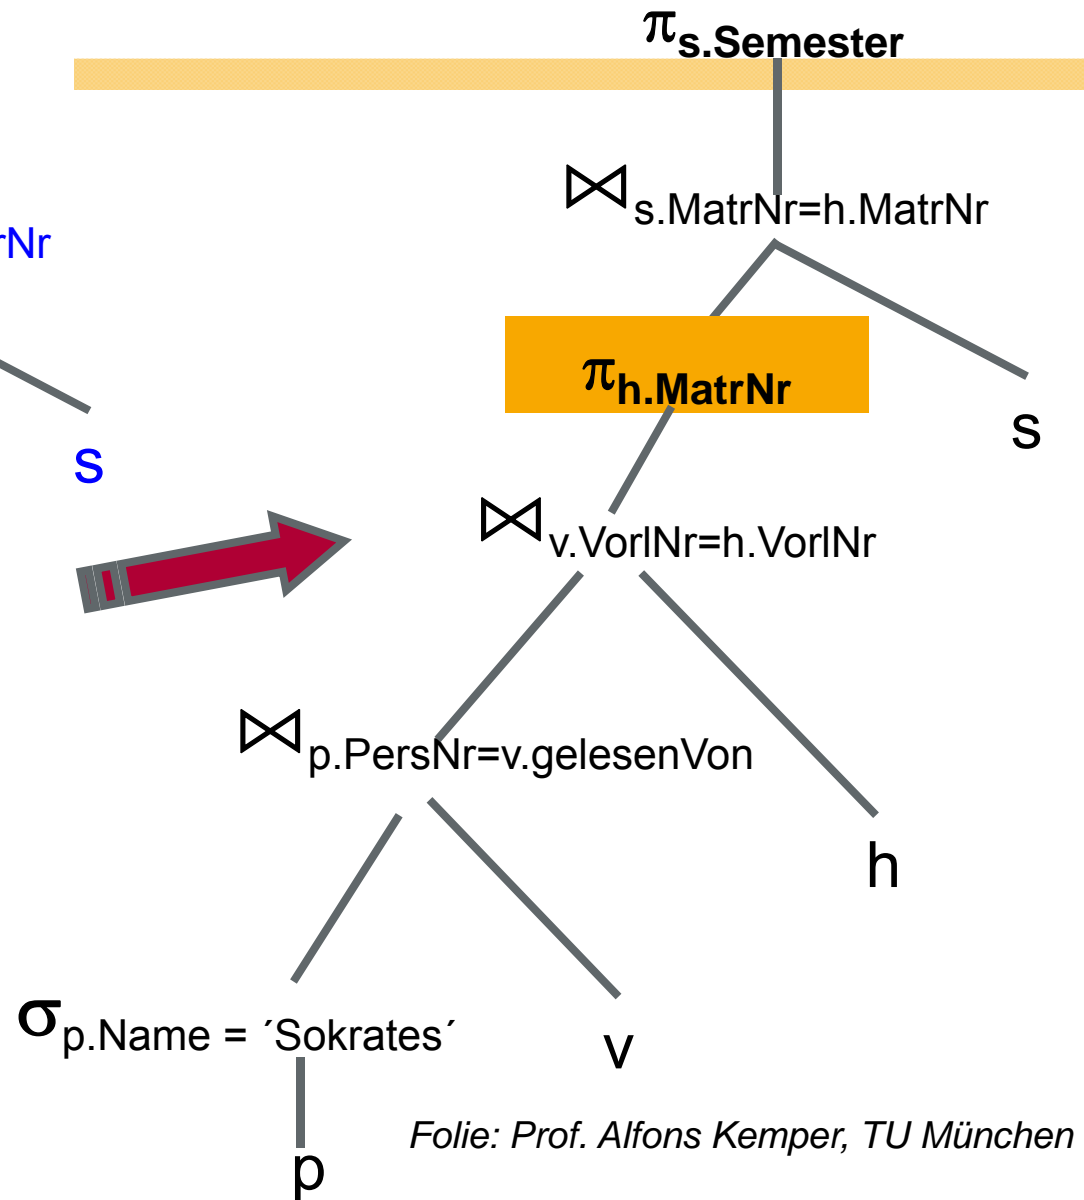 π s.Semester
⋈ s.MatrNr=h.MatrNr
rNr
π h.MatrNr
s
s
⋈ v.VorlNr=h.VorlNr
⋈ p.PersNr=v.gelesenVon
h
σ p.Name = ´Sokrates´
v
Folie: Prof. Alfons Kemper, TU München
p